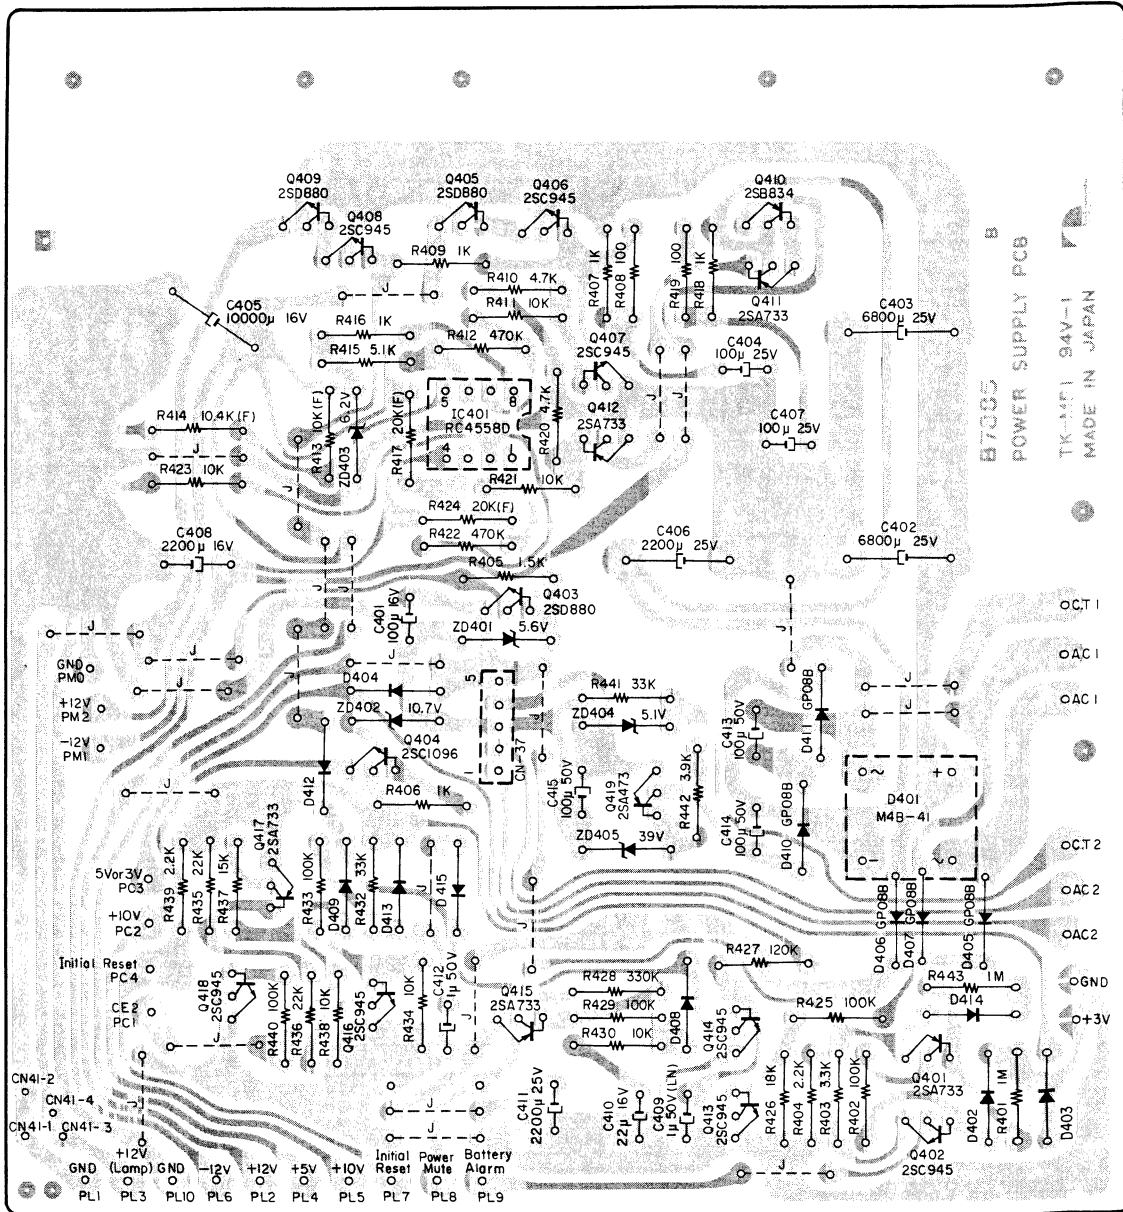 Q409
2SD880
Q405
2SD880
Q406
2SC945
Q410
2SB834
Q408
2SC945
R409 1K
R410 4.7K
R411 10K
R407 1K
R408 100
R419 100
R418 1K
Q411
2SA733
J
C405
10000μ 16V
R416 1K
R415 5.1K
R412 470K
Q407
2SC945
C404
100μ 25V
C403
6800μ 25V
B
POWER SUPPLY PCB
MADE IN JAPAN
R414 10.4K(F)
J
R423 10K
J
R413 10K(F)
ZD403 6.2V
R417 20K(F)
5 8
IC401
RC4558D
4 1
R420 4.7K
Q412
2SA733
J
J
C407
100μ 25V
R421 10K
R424 20K(F)
R422 470K
C408
2200μ 16V
C406
2200μ 25V
C402
6800μ 25V
R405 1.5K
Q403
2SD880
J
J
C401
100μ 16V
ZD401 5.6V
J
CT1
J
J
J
J
GND
PM0
+12V
PM2
-12V
PM1
J
D404
ZD402 10.7V
Q404
2SC1096
5
1
CN-37
J
R441 33K
ZD404 5.1V
C413
100μ 50V
D411 GP08B
J
AC1
AC1
D412
R406 1K
C415
100μ 50V
Q419
2SA473
R442 3.9K
C414
100μ 50V
D410 GP08B
~ +
D401
M4B-41
- ~
J
Q417
2SA733
ZD405 39V
5Vor3V
PC3
R439 2.2K
R435 22K
R437 15K
R433 100K
D409
R432 33K
D413
J
D415
J
CT2
AC2
AC2
+10V
PC2
D406 GP08B
D407 GP08B
D405 GP08B
R427 120K
Initial Reset
PC4
CE2
PC1
Q418
2SC945
R440 100K
R436 22K
R438 10K
Q416
2SC945
R434 10K
C412
1μ 50V
J
Q415
2SA733
R428 330K
R429 100K
R430 10K
D408
Q414
2SC945
R425 100K
R443 1M
D414
GND
+3V
J
CN41-2
CN41-4
CN41-1 CN41-3
J
J
J
C411
2200μ 25V
C410
22μ 16V
C409
1μ 50V(LN)
Q413
2SC945
R426 18K
R404 2.2K
R403 3.3K
R402 100K
Q401
2SA733
D402
R401 1M
D403
Q402
2SC945
J
GND
PL1
+12V
(Lamp)
PL3
GND
PL10
-12V
PL6
+12V
PL2
+5V
PL4
+10V
PL5
Initial
Reset
PL7
Power
Mute
PL8
Battery
Alarm
PL9